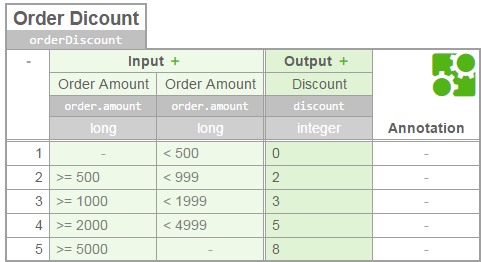 Order Dicount
orderDiscount
- Input + Output +
Order Amount Order Amount Discount
order.amount order.amount discount
long long integer Annotation
1 - < 500 0 -
2 >= 500 < 999 2 -
3 >= 1000 < 1999 3 -
4 >= 2000 < 4999 5 -
5 >= 5000 - 8 -